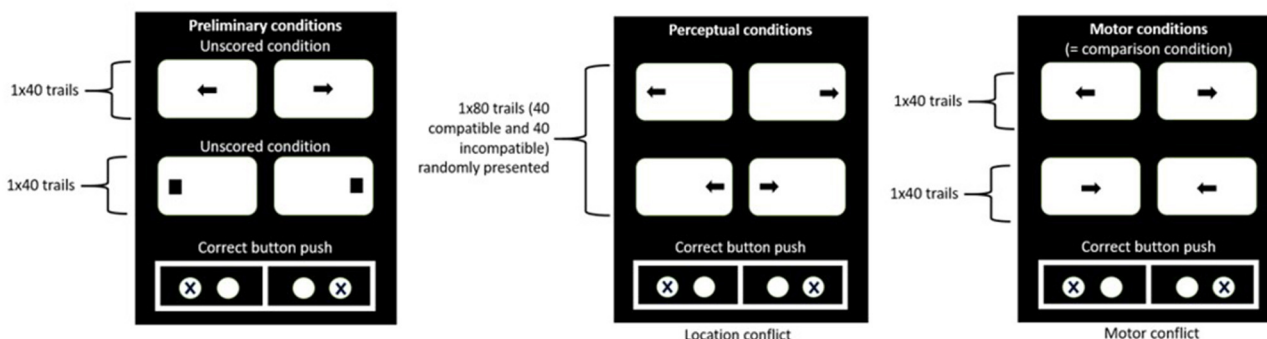 Preliminary conditions
Unscored condition
1x40 trails
Unscored condition
1x40 trails
Correct button push
X
X
Perceptual conditions
1x80 trails (40
compatible and 40
incompatible)
randomly presented
Correct button push
X
X
Location conflict
Motor conditions
(= comparison condition)
1x40 trails
1x40 trails
Correct button push
X
X
Motor conflict